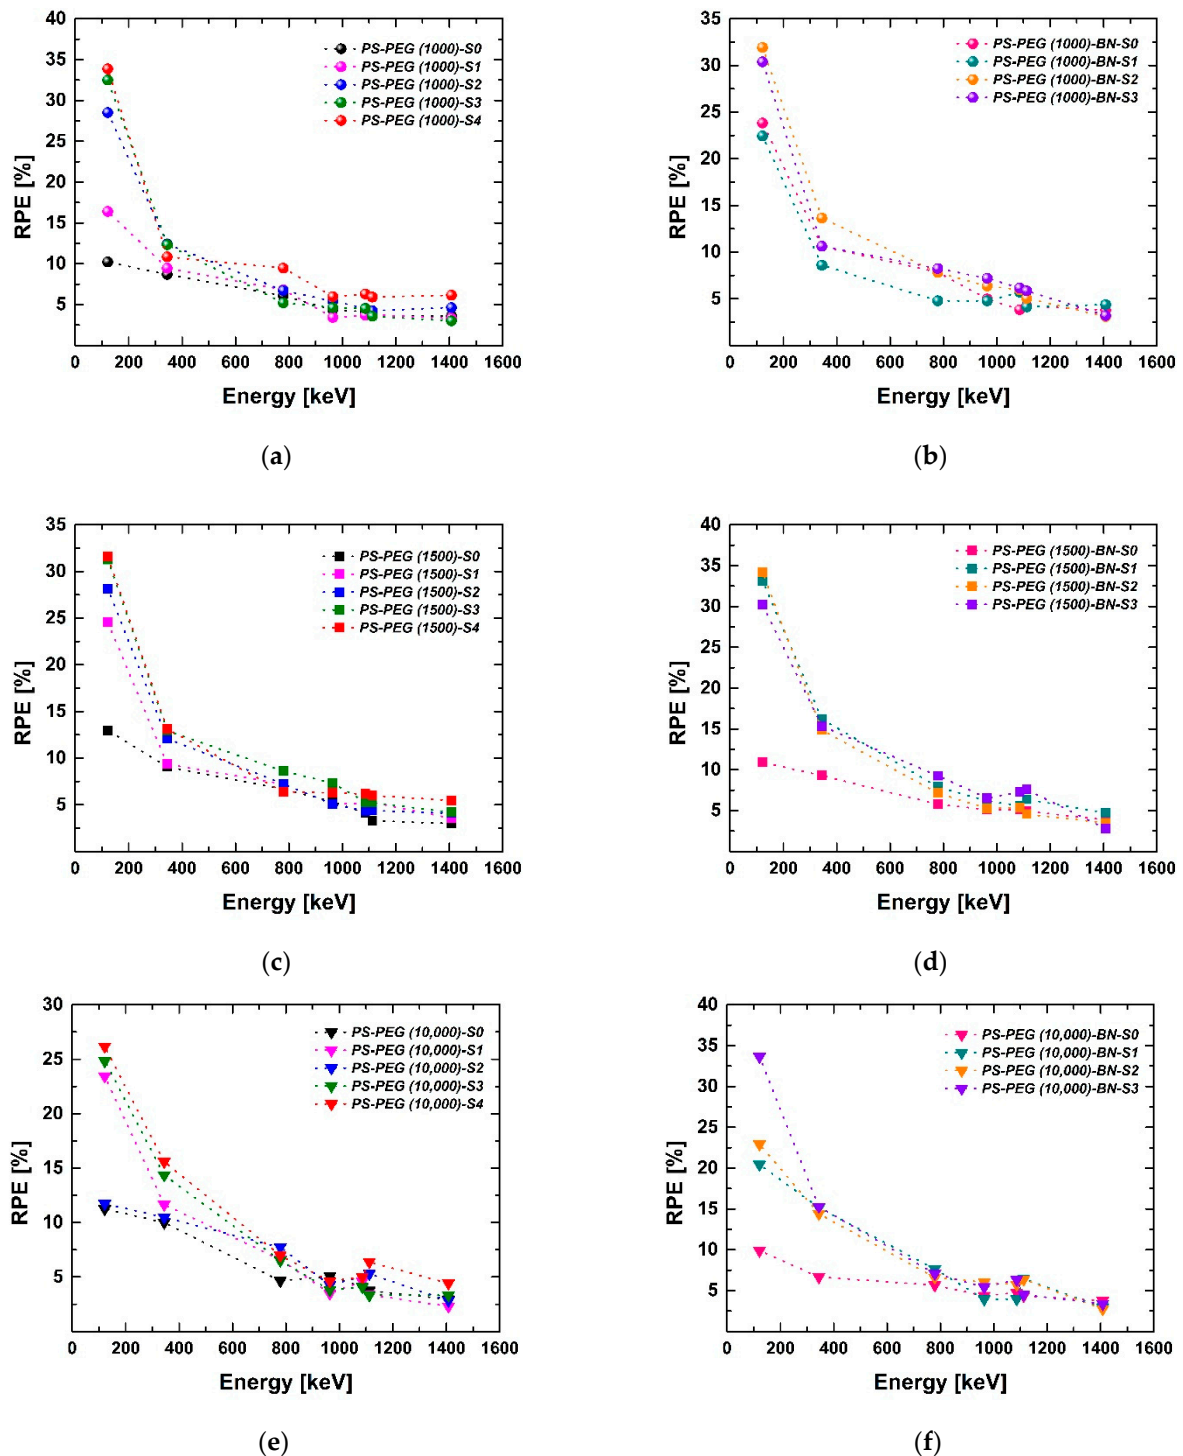 40
35
30
25
20
15
10
5
RPE [%]
PS-PEG (1000)-S0
PS-PEG (1000)-S1
PS-PEG (1000)-S2
PS-PEG (1000)-S3
PS-PEG (1000)-S4
0 200 400 600 800 1000 1200 1400 1600
Energy [keV]
(a)
35
30
25
20
15
10
5
0
RPE [%]
PS-PEG (1000)-BN-S0
PS-PEG (1000)-BN-S1
PS-PEG (1000)-BN-S2
PS-PEG (1000)-BN-S3
0 200 400 600 800 1000 1200 1400 1600
Energy [keV]
(b)
35
30
25
20
15
10
5
RPE [%]
PS-PEG (1500)-S0
PS-PEG (1500)-S1
PS-PEG (1500)-S2
PS-PEG (1500)-S3
PS-PEG (1500)-S4
0 200 400 600 800 1000 1200 1400 1600
Energy [keV]
(c)
40
35
30
25
20
15
10
5
RPE [%]
PS-PEG (1500)-BN-S0
PS-PEG (1500)-BN-S1
PS-PEG (1500)-BN-S2
PS-PEG (1500)-BN-S3
0 200 400 600 800 1000 1200 1400 1600
Energy [keV]
(d)
30
25
20
15
10
5
RPE [%]
PS-PEG (10,000)-S0
PS-PEG (10,000)-S1
PS-PEG (10,000)-S2
PS-PEG (10,000)-S3
PS-PEG (10,000)-S4
0 200 400 600 800 1000 1200 1400 1600
Energy [keV]
(e)
40
35
30
25
20
15
10
5
RPE [%]
PS-PEG (10,000)-BN-S0
PS-PEG (10,000)-BN-S1
PS-PEG (10,000)-BN-S2
PS-PEG (10,000)-BN-S3
0 200 400 600 800 1000 1200 1400 1600
Energy [keV]
(f)